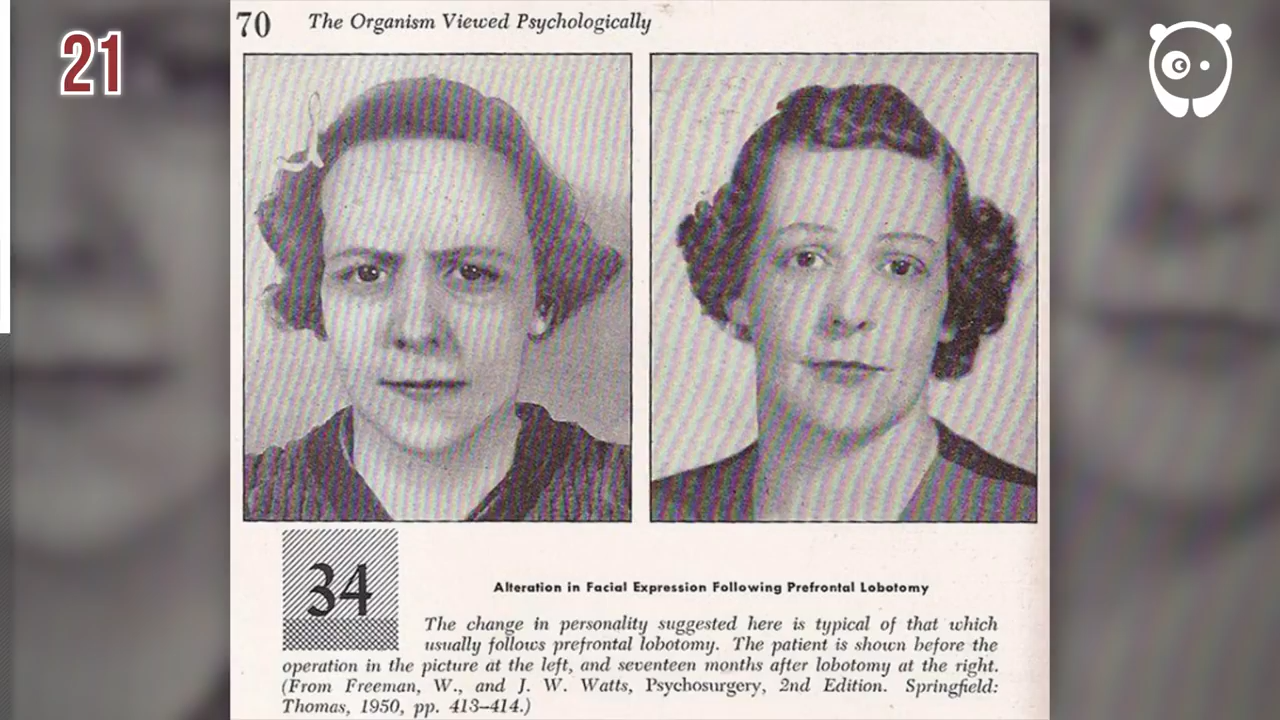 21
70 The Organism Viewed Psychologically
34
Alteration in Facial Expression Following Prefrontal Lobotomy
The change in personality suggested here is typical of that which
usually follows prefrontal lobotomy. The patient is shown before the
operation in the picture at the left, and seventeen months after lobotomy at the right.
(From Freeman, W., and J. W. Watts, Psychosurgery, 2nd Edition. Springfield:
Thomas, 1950, pp. 413–414.)